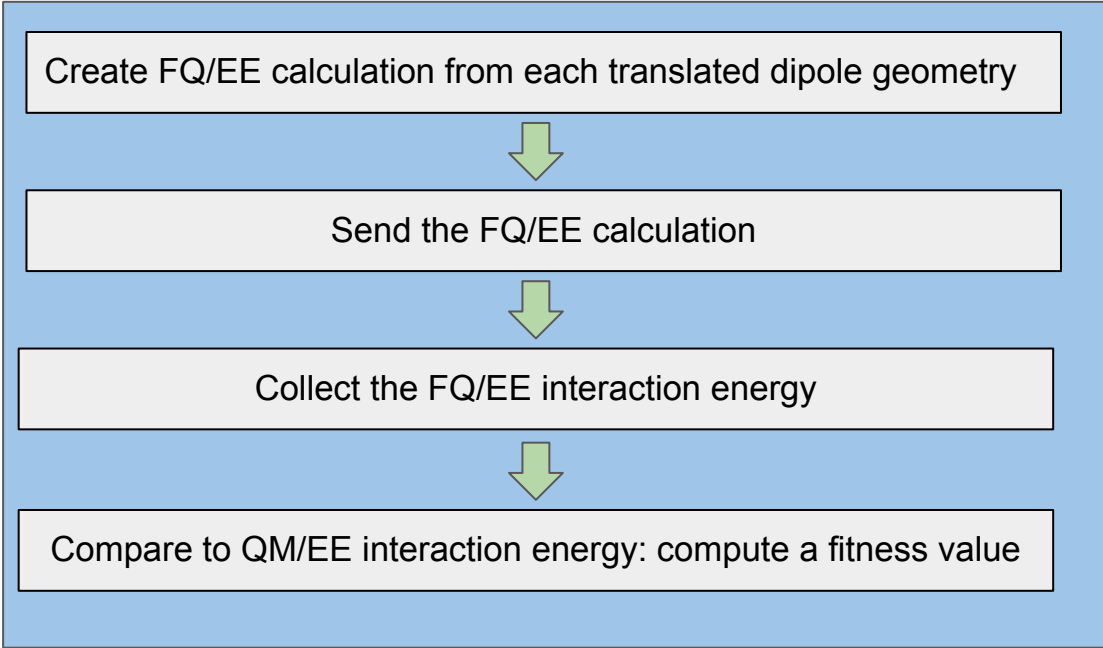 Create FQ/EE calculation from each translated dipole geometry
Send the FQ/EE calculation
Collect the FQ/EE interaction energy
Compare to QM/EE interaction energy: compute a fitness value